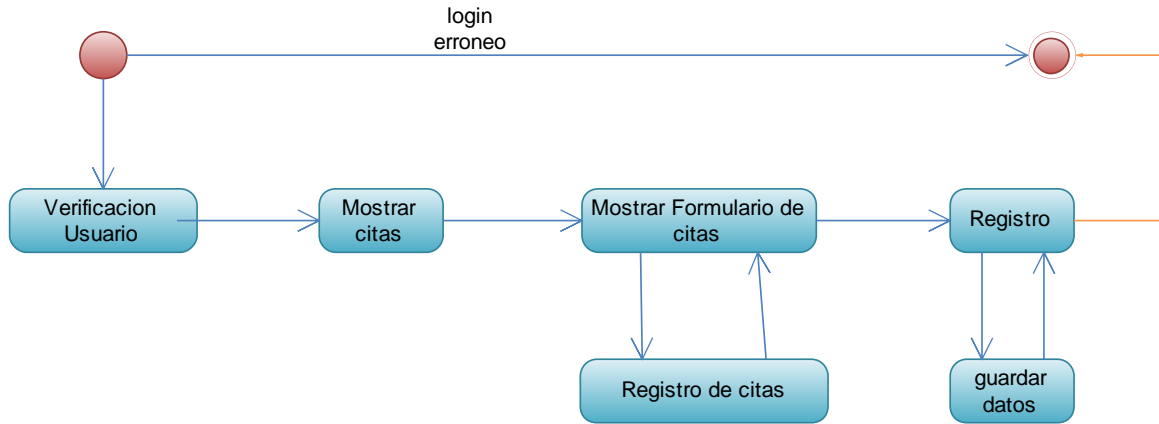 login
erroneo
Verificacion
Usuario
Mostrar
citas
Mostrar Formulario de
citas
Registro
Registro de citas
guardar
datos